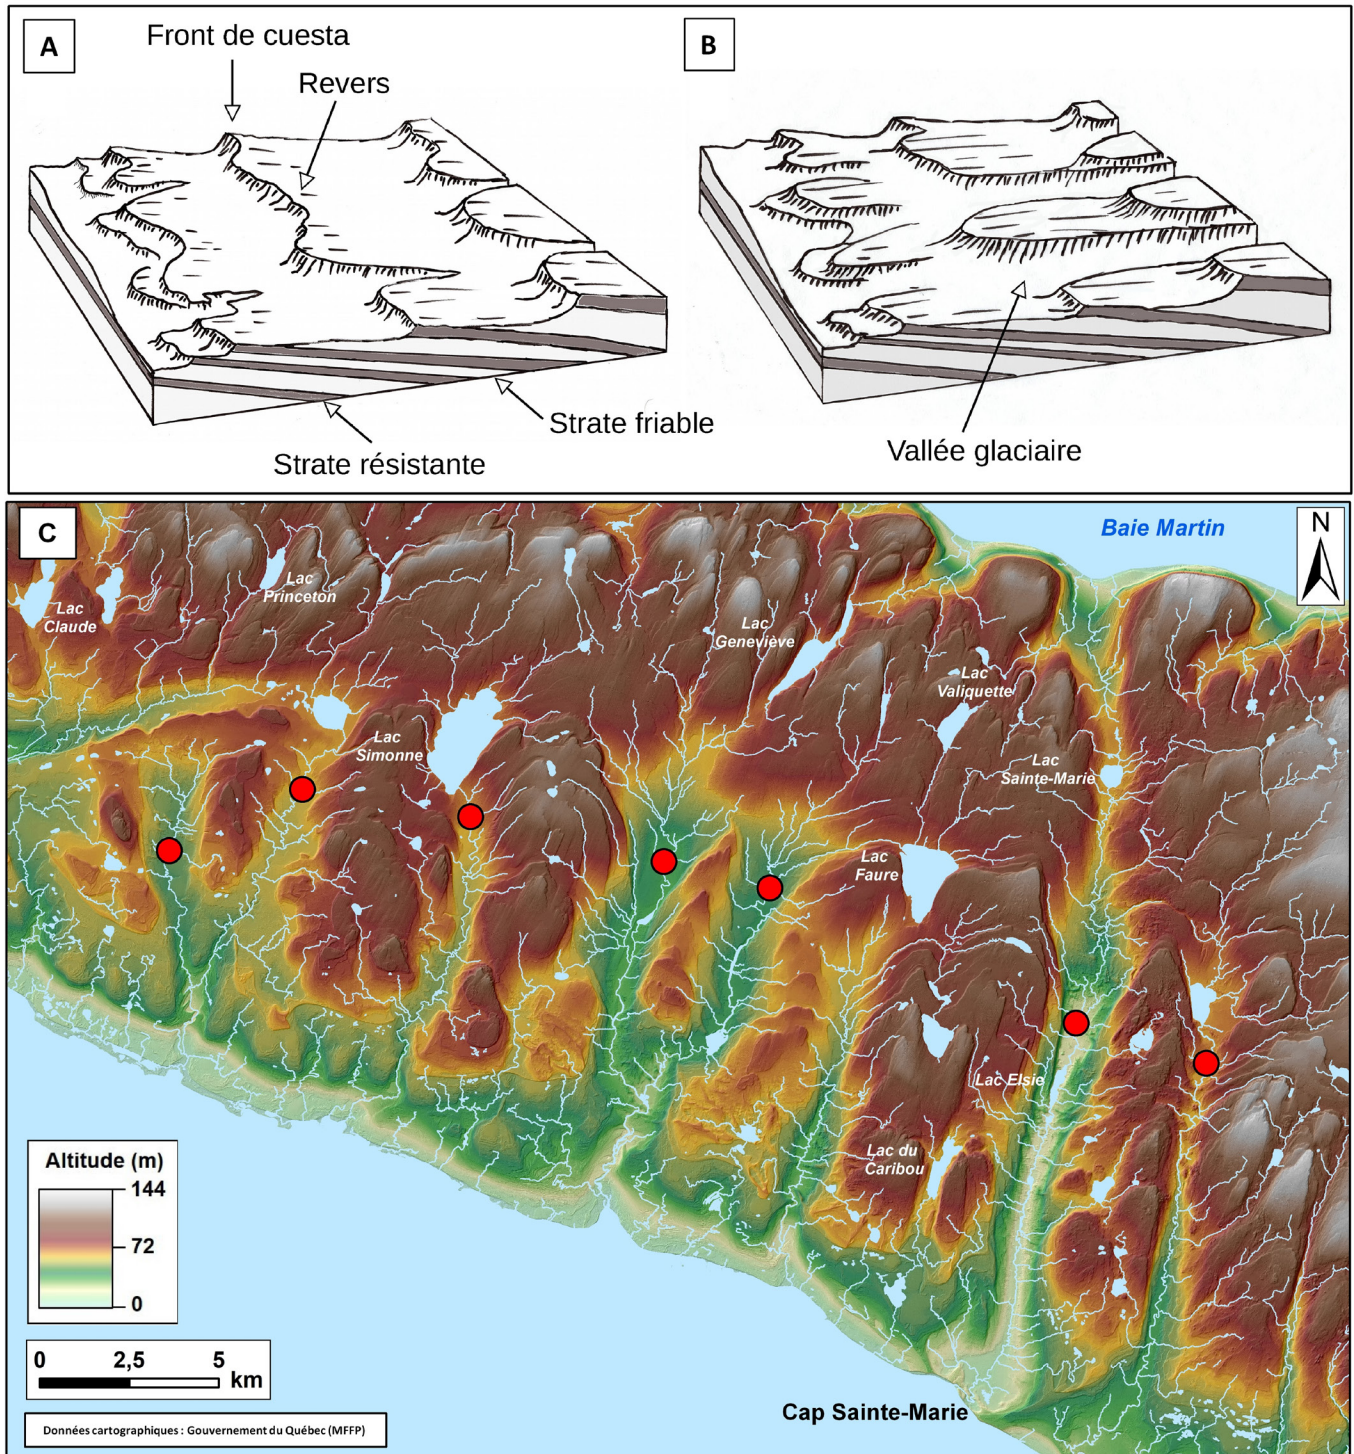 A
Front de cuesta
Revers
Strate friable
Strate résistante
B
Vallée glaciaire
C
Baie Martin
N
Lac
Claude
Lac
Princeton
Lac
Geneviève
Lac
Valiquette
Lac
Simonne
Lac
Sainte-Marie
Lac
Faure
Lac Elsie
Lac du
Caribou
Altitude (m)
144
72
0
0 2,5 5
km
Cap Sainte-Marie
Données cartographiques : Gouvernement du Québec (MFFP)